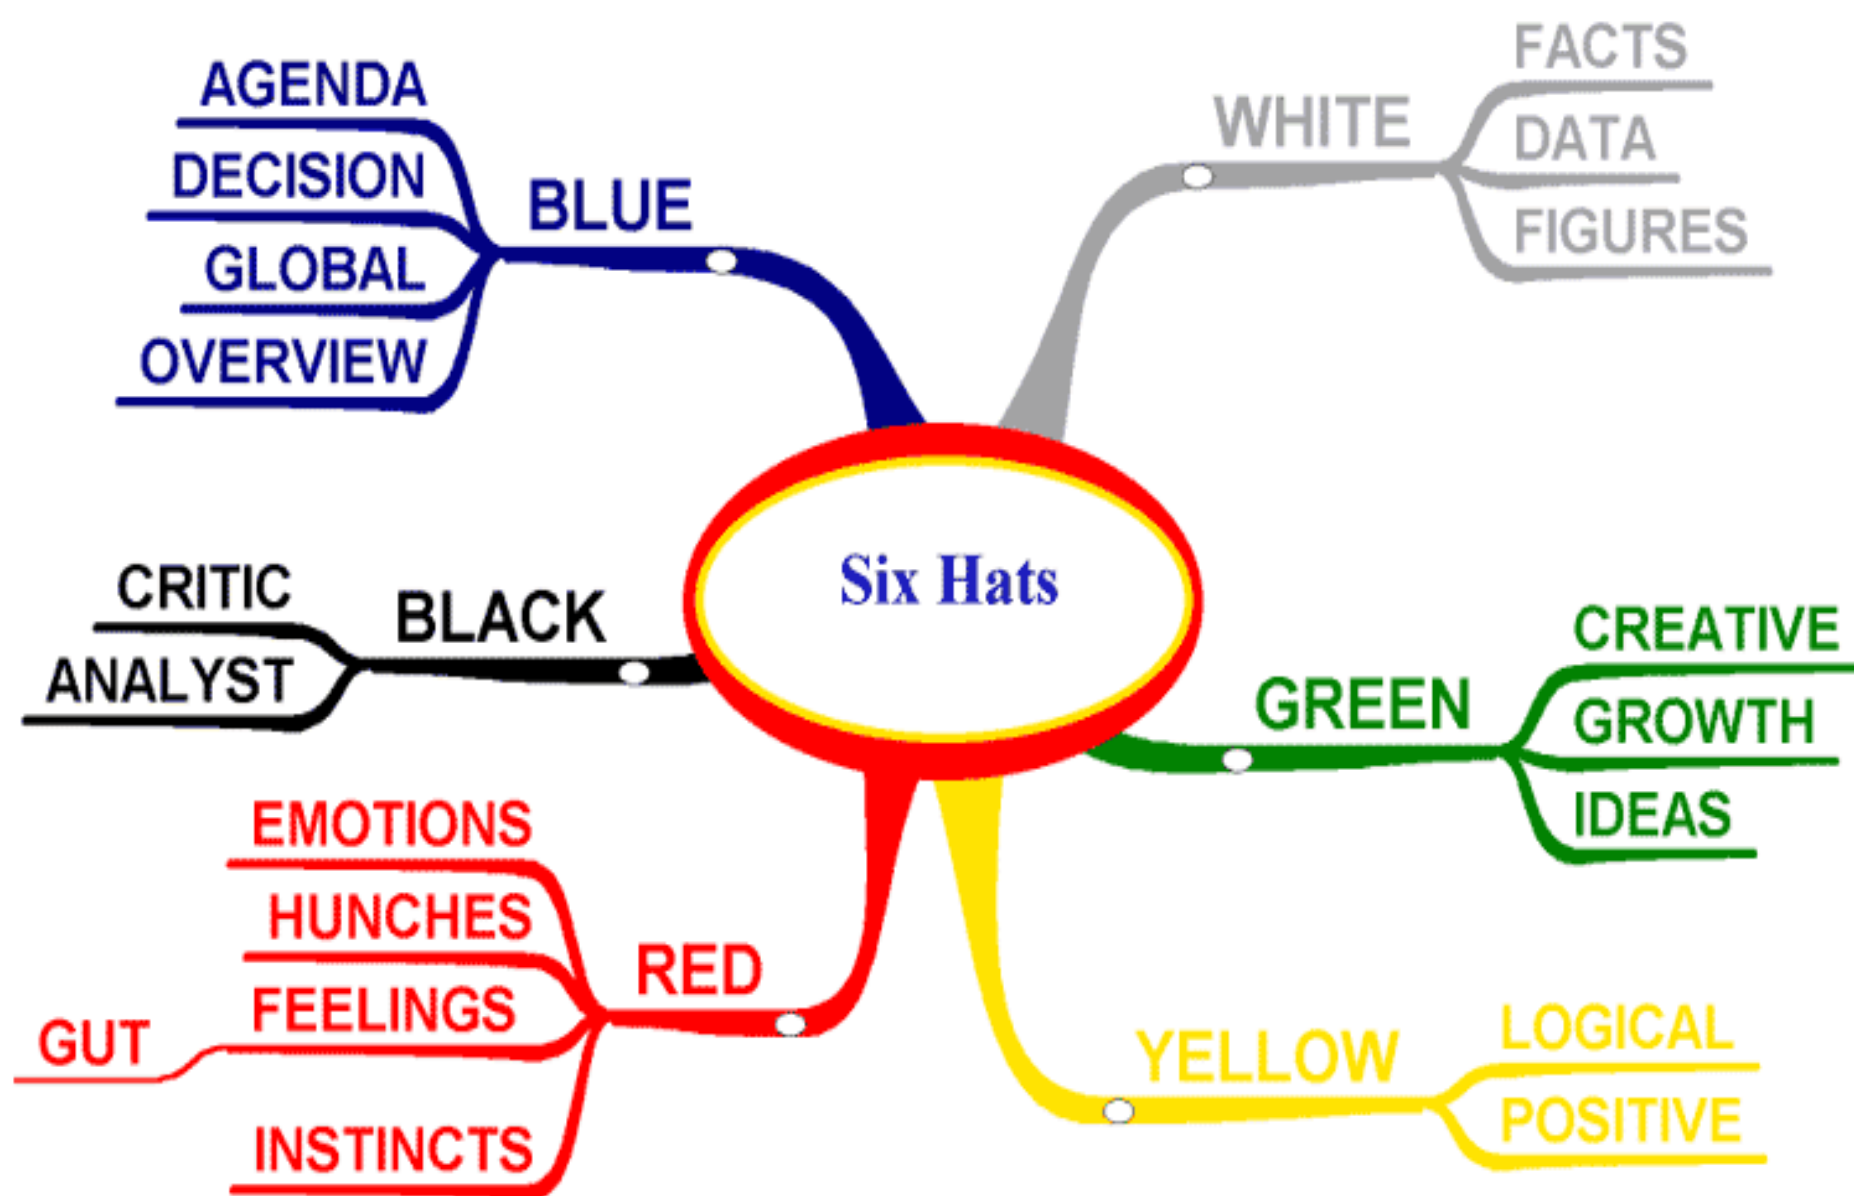 Six Hats
WHITE
FACTS
DATA
FIGURES
GREEN
CREATIVE
GROWTH
IDEAS
YELLOW
LOGICAL
POSITIVE
RED
EMOTIONS
HUNCHES
FEELINGS
GUT
INSTINCTS
BLACK
CRITIC
ANALYST
BLUE
AGENDA
DECISION
GLOBAL
OVERVIEW